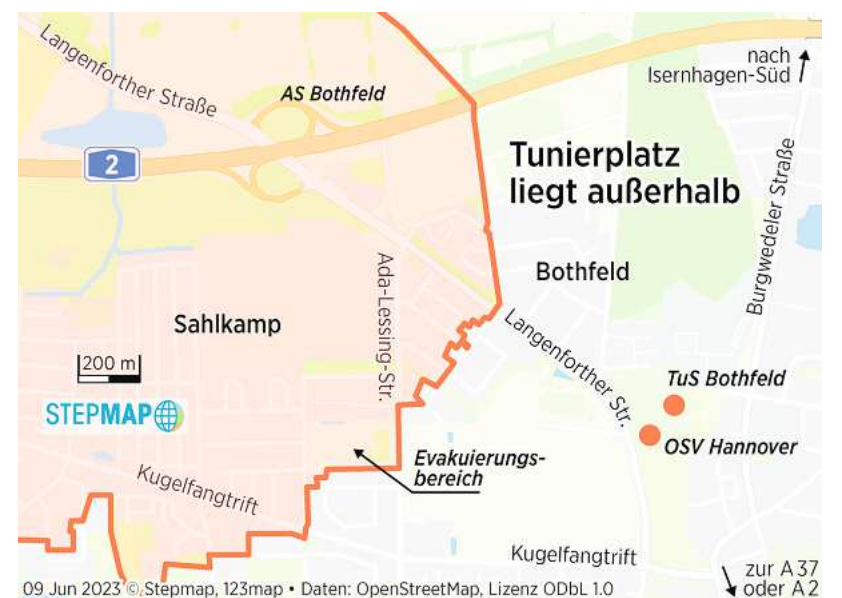 Langenforther Straße
AS Bothfeld
nach
Isernhagen-Süd
2
Tunierplatz
liegt außerhalb
Burgwedeler Straße
Bothfeld
Ada-Lessing-Str.
Sahlkamp
Langenforther Str.
200 m
TuS Bothfeld
STEPMAP
OSV Hannover
Evakuierungs-
bereich
Kugelfangtrift
Kugelfangtrift
zur A 37
oder A 2
09 Jun 2023 © Stepmap, 123map • Daten: OpenStreetMap, Lizenz ODbL 1.0